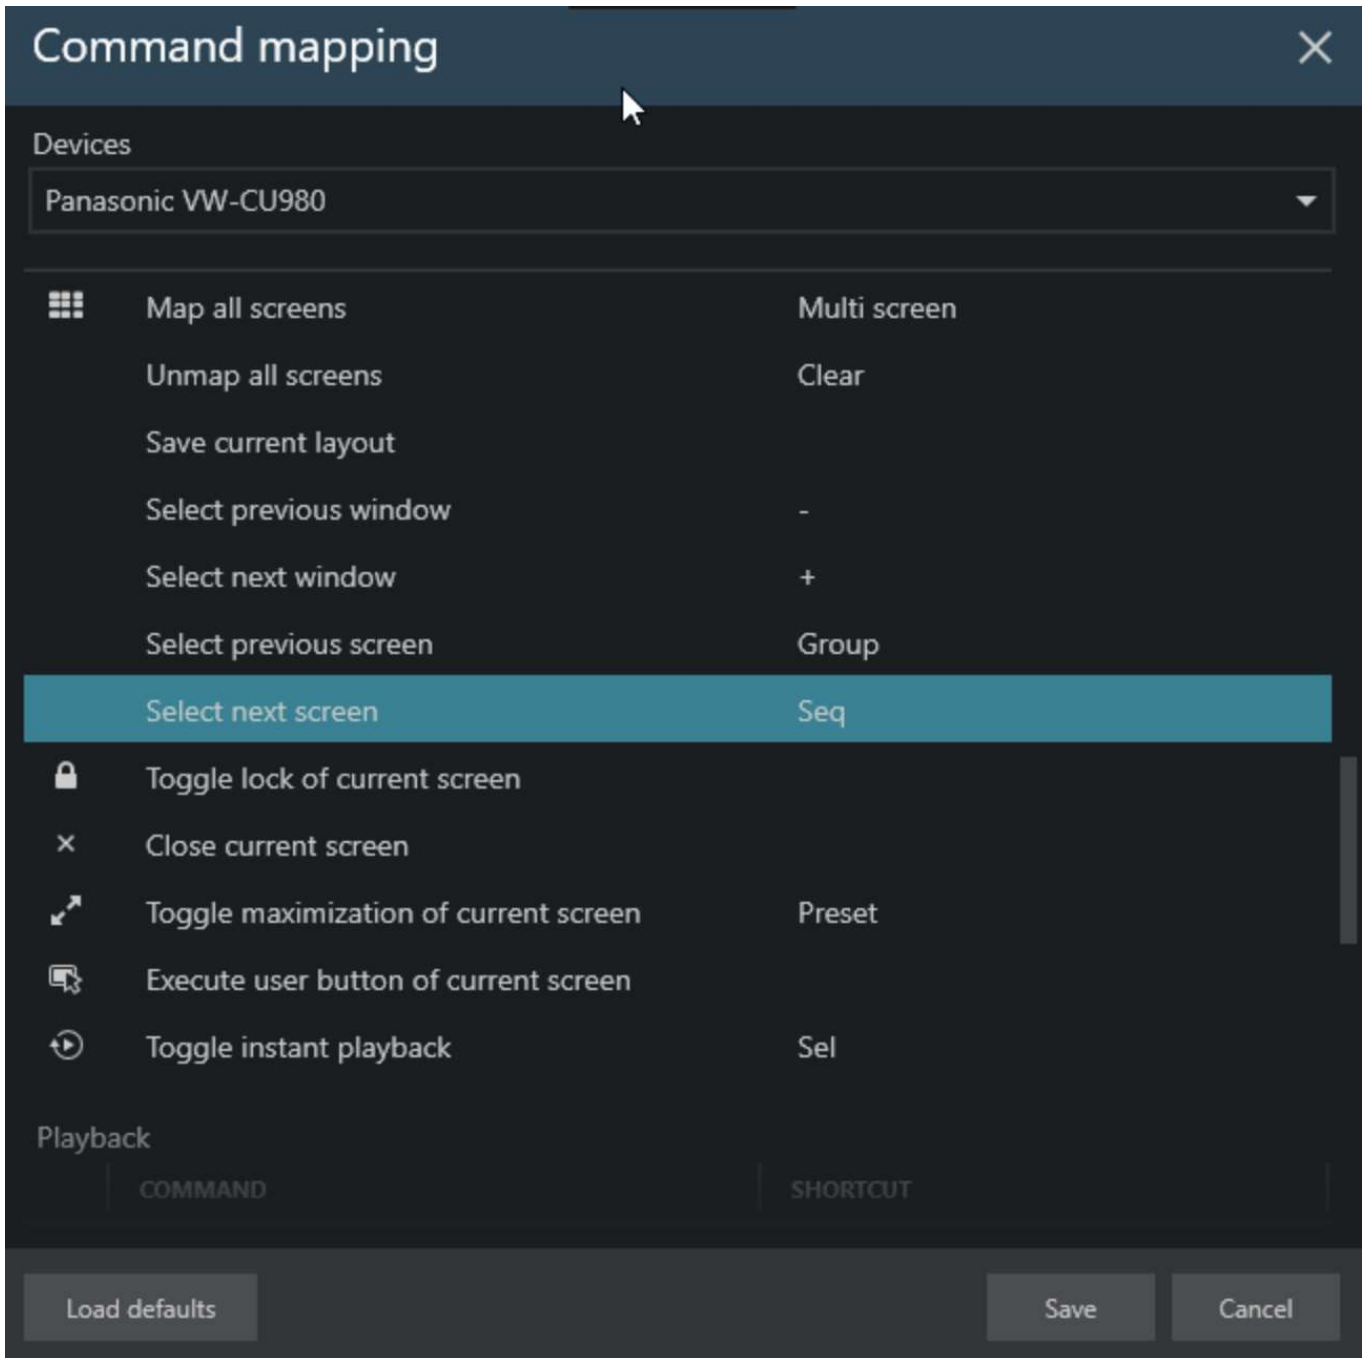 Command mapping
Devices
Panasonic VW-CU980
Map all screens Multi screen
Unmap all screens Clear
Save current layout
Select previous window -
Select next window +
Select previous screen Group
Select next screen Seq
Toggle lock of current screen
Close current screen
Toggle maximization of current screen Preset
Execute user button of current screen
Toggle instant playback Sel
Playback
COMMAND SHORTCUT
Load defaults Save Cancel